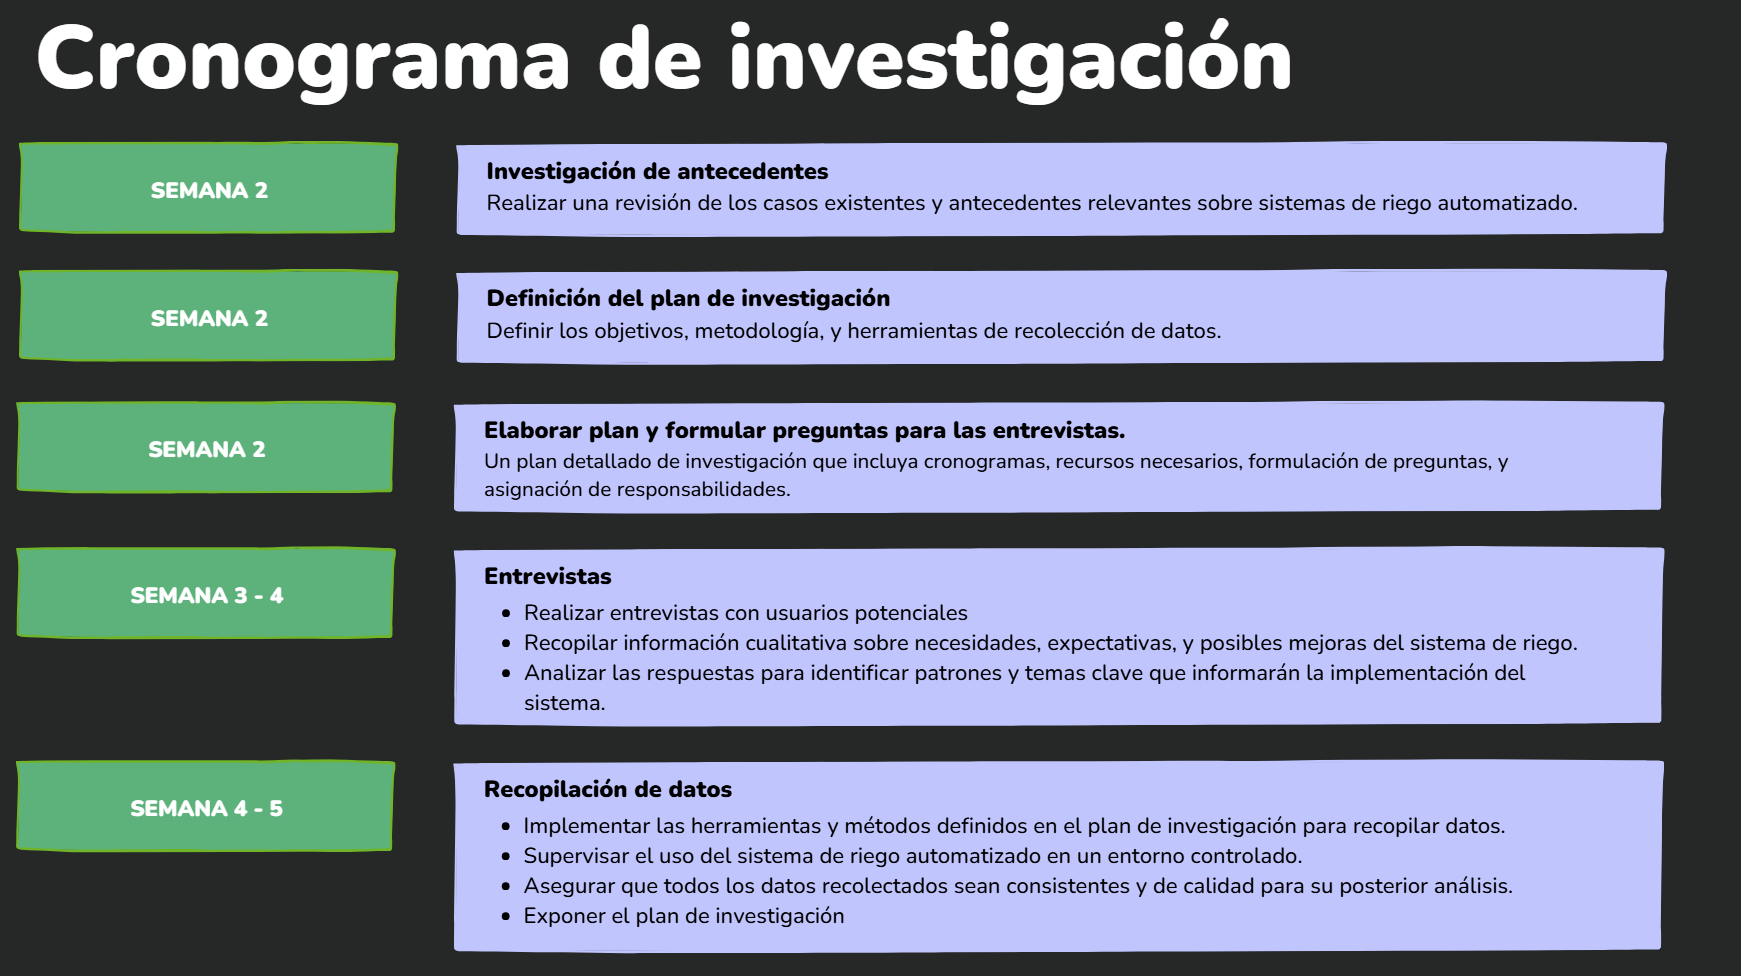 Cronograma de investigación
SEMANA 2
Investigación de antecedentes
Realizar una revisión de los casos existentes y antecedentes relevantes sobre sistemas de riego automatizado.
SEMANA 2
Definición del plan de investigación
Definir los objetivos, metodología, y herramientas de recolección de datos.
SEMANA 2
Elaborar plan y formular preguntas para las entrevistas.
Un plan detallado de investigación que incluya cronogramas, recursos necesarios, formulación de preguntas, y
asignación de responsabilidades.
SEMANA 3 - 4
Entrevistas
• Realizar entrevistas con usuarios potenciales
• Recopilar información cualitativa sobre necesidades, expectativas, y posibles mejoras del sistema de riego.
• Analizar las respuestas para identificar patrones y temas clave que informarán la implementación del
sistema.
SEMANA 4 - 5
Recopilación de datos
• Implementar las herramientas y métodos definidos en el plan de investigación para recopilar datos.
• Supervisar el uso del sistema de riego automatizado en un entorno controlado.
• Asegurar que todos los datos recolectados sean consistentes y de calidad para su posterior análisis.
• Exponer el plan de investigación